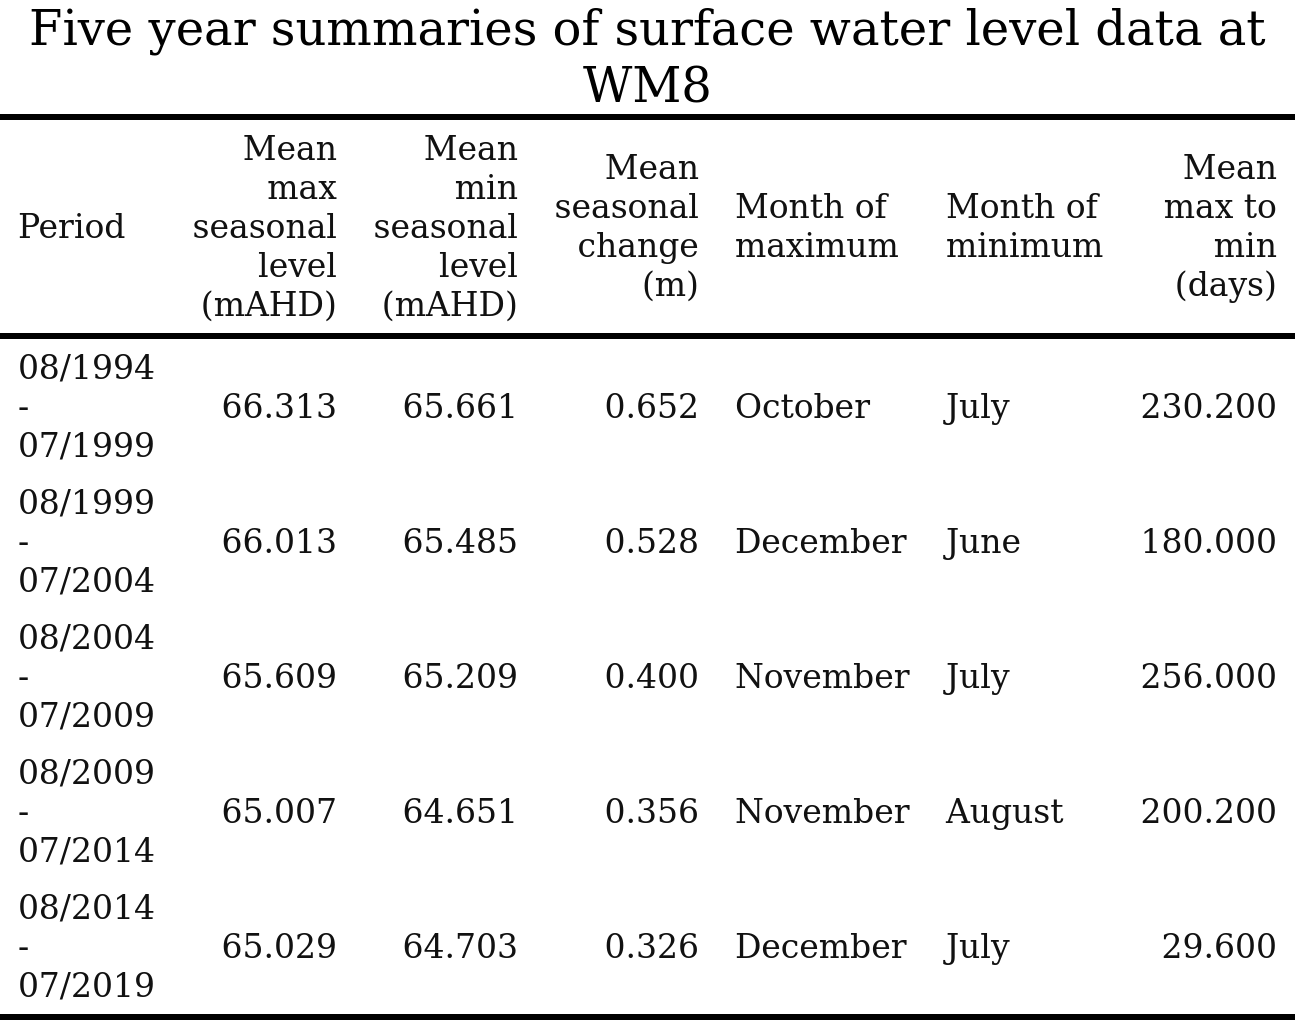 Five year summaries of surface water level data at
WM8
Period
Mean
max
seasonal
level
(mAHD)
Mean
min
seasonal
level
(mAHD)
Mean
seasonal
change
(m)
Month of
maximum
Month of
minimum
Mean
max to
min
(days)
08/1994
-
07/1999
66.313
65.661
0.652
October
July
230.200
08/1999
-
07/2004
66.013
65.485
0.528
December
June
180.000
08/2004
-
07/2009
65.609
65.209
0.400
November
July
256.000
08/2009
-
07/2014
65.007
64.651
0.356
November
August
200.200
08/2014
-
07/2019
65.029
64.703
0.326
December
July
29.600